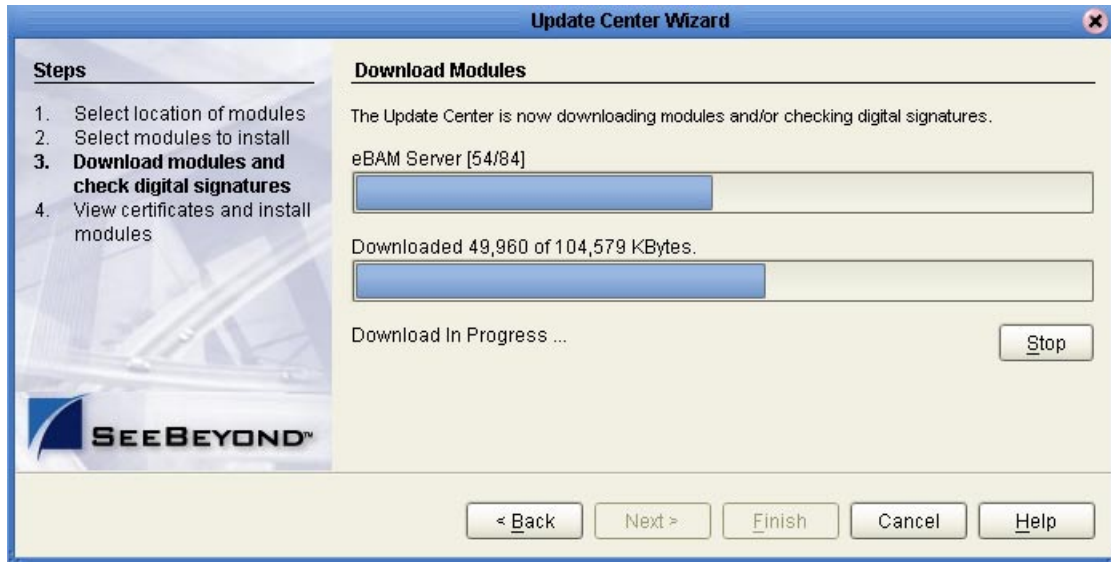 Update Center Wizard
Steps
1. Select location of modules
2. Select modules to install
3. Download modules and
check digital signatures
4. View certificates and install
modules
SEEBEYOND™
Download Modules
The Update Center is now downloading modules and/or checking digital signatures.
eBAM Server [54/84]
Downloaded 49,960 of 104,579 KBytes.
Download In Progress ...
Stop
< Back
Next >
Finish
Cancel
Help